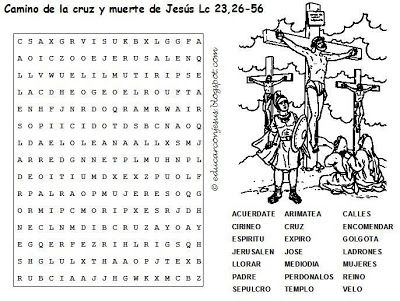 Camino de la cruz y muerte de Jesús Lc 23,26-56
C S A X G R V I S U K B X L G G F A
A O I C Z O O E J E R U S A L E N Q
L L V W U E L I L M U T I R I P S E
L A C D H E O G E O E L R O U F T A
E N H F J N R D O Q R A M R W A I R
S O P I I C I D O T D S B C N A O Q
L D A E L O L E A N A A L L X S M J
A R E D G N N E T P L M U H N P L
D E O I T U M D X E X Z P U O L F
R P A L R A O P M U J E R E S O Q
O R M I P C M O R I P X E S R J D H
N E C L N M D I B C R U Z A Y O A Y
E G Q E R F E Z R I H L R I G S Q H
S H G L U L X T H A A O P J T E X B
R U B C I A A J J H G W K X M C B Z
© educarconjesus.blogspot.com
ACUERDATE ARIMATEA CALLES
CIRINEO CRUZ ENCOMENDAR
ESPIRITU EXPIRO GOLGOTA
JERUSALEN JOSE LADRONES
LLORAR MEDIODIA MUJERES
PADRE PERDONALOS REINO
SEPULCRO TEMPLO VELO